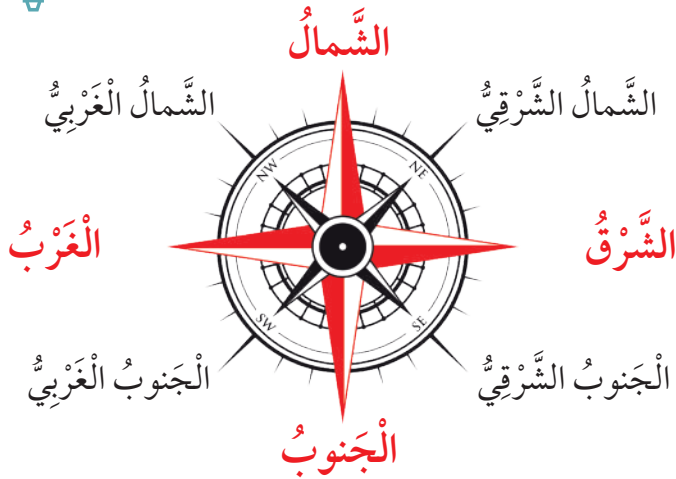 الشَّمالُ
الشَّمالُ الشَّرْقِيُّ
الشَّمالُ الْغَرْبِيُّ
NW
NE
الشَّرْقُ
الْغَرْبُ
SW
SE
الْجَنوبُ الشَّرْقِيُّ
الْجَنوبُ الْغَرْبِيُّ
الْجَنوبُ